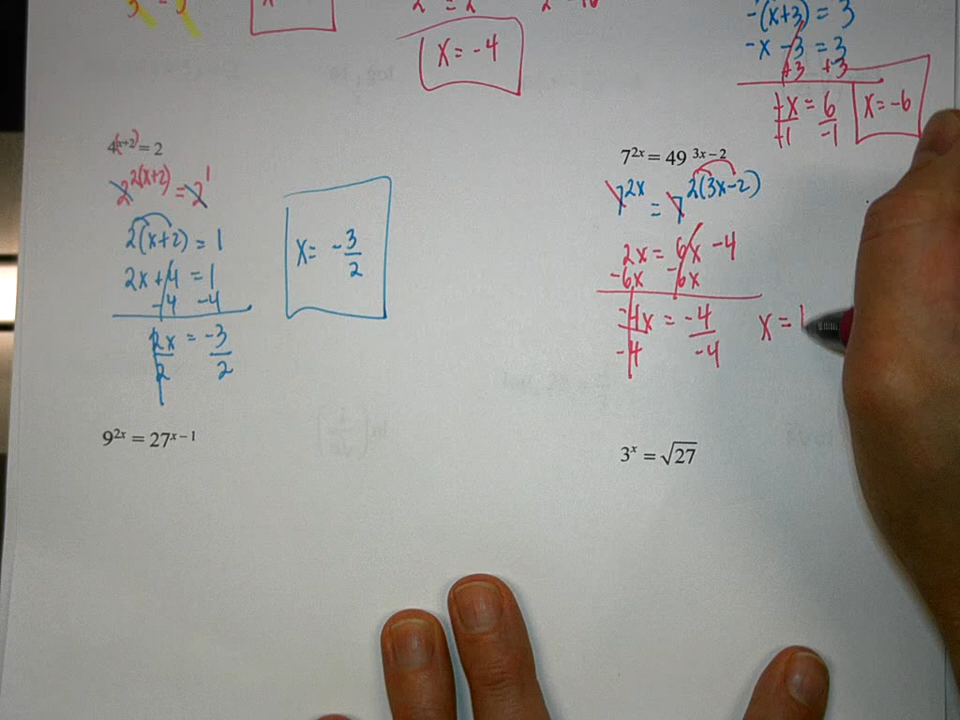 x = -4
-(x+3) = 3
-x -3 = 3
+3 +3
-x = 6
-1 -1
x = -6
4^(x+2) = 2
2^2(x+2) = 2^1
2(x+2) = 1
2x+4 = 1
-4 -4
2x = -3
2 2
x = -3/2
7^2x = 49^3x-2
7^2x = 7^2(3x-2)
2x = 6x -4
-6x -6x
-4x = -4
-4 -4
x = 1
9^2x = 27^x-1
3^x = √27